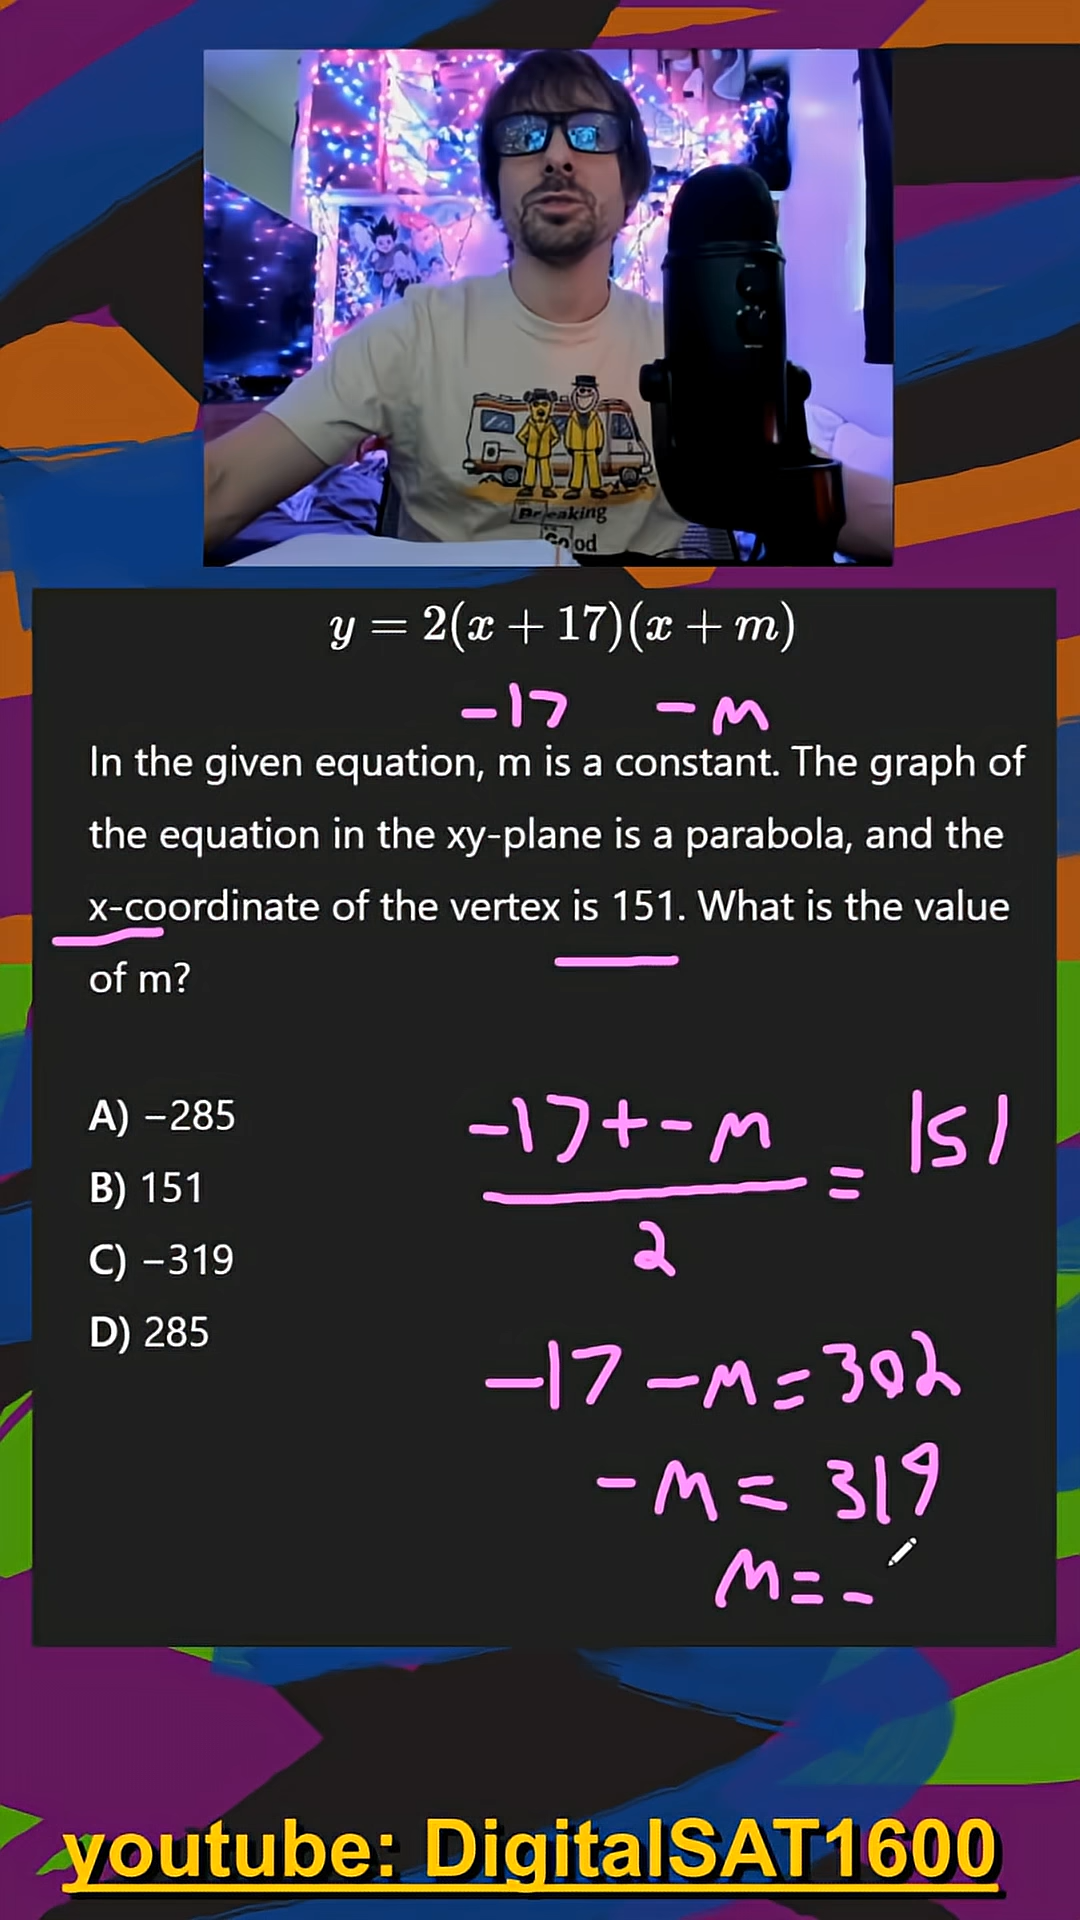 Breaking
Good
y = 2(x + 17)(x + m)
-17 -m
In the given equation, m is a constant. The graph of
the equation in the xy-plane is a parabola, and the
x-coordinate of the vertex is 151. What is the value
of m?
A) −285
B) 151
C) −319
D) 285
-17+-m
2
= 151
-17-m=302
-m=319
m=-
youtube: DigitalSAT1600